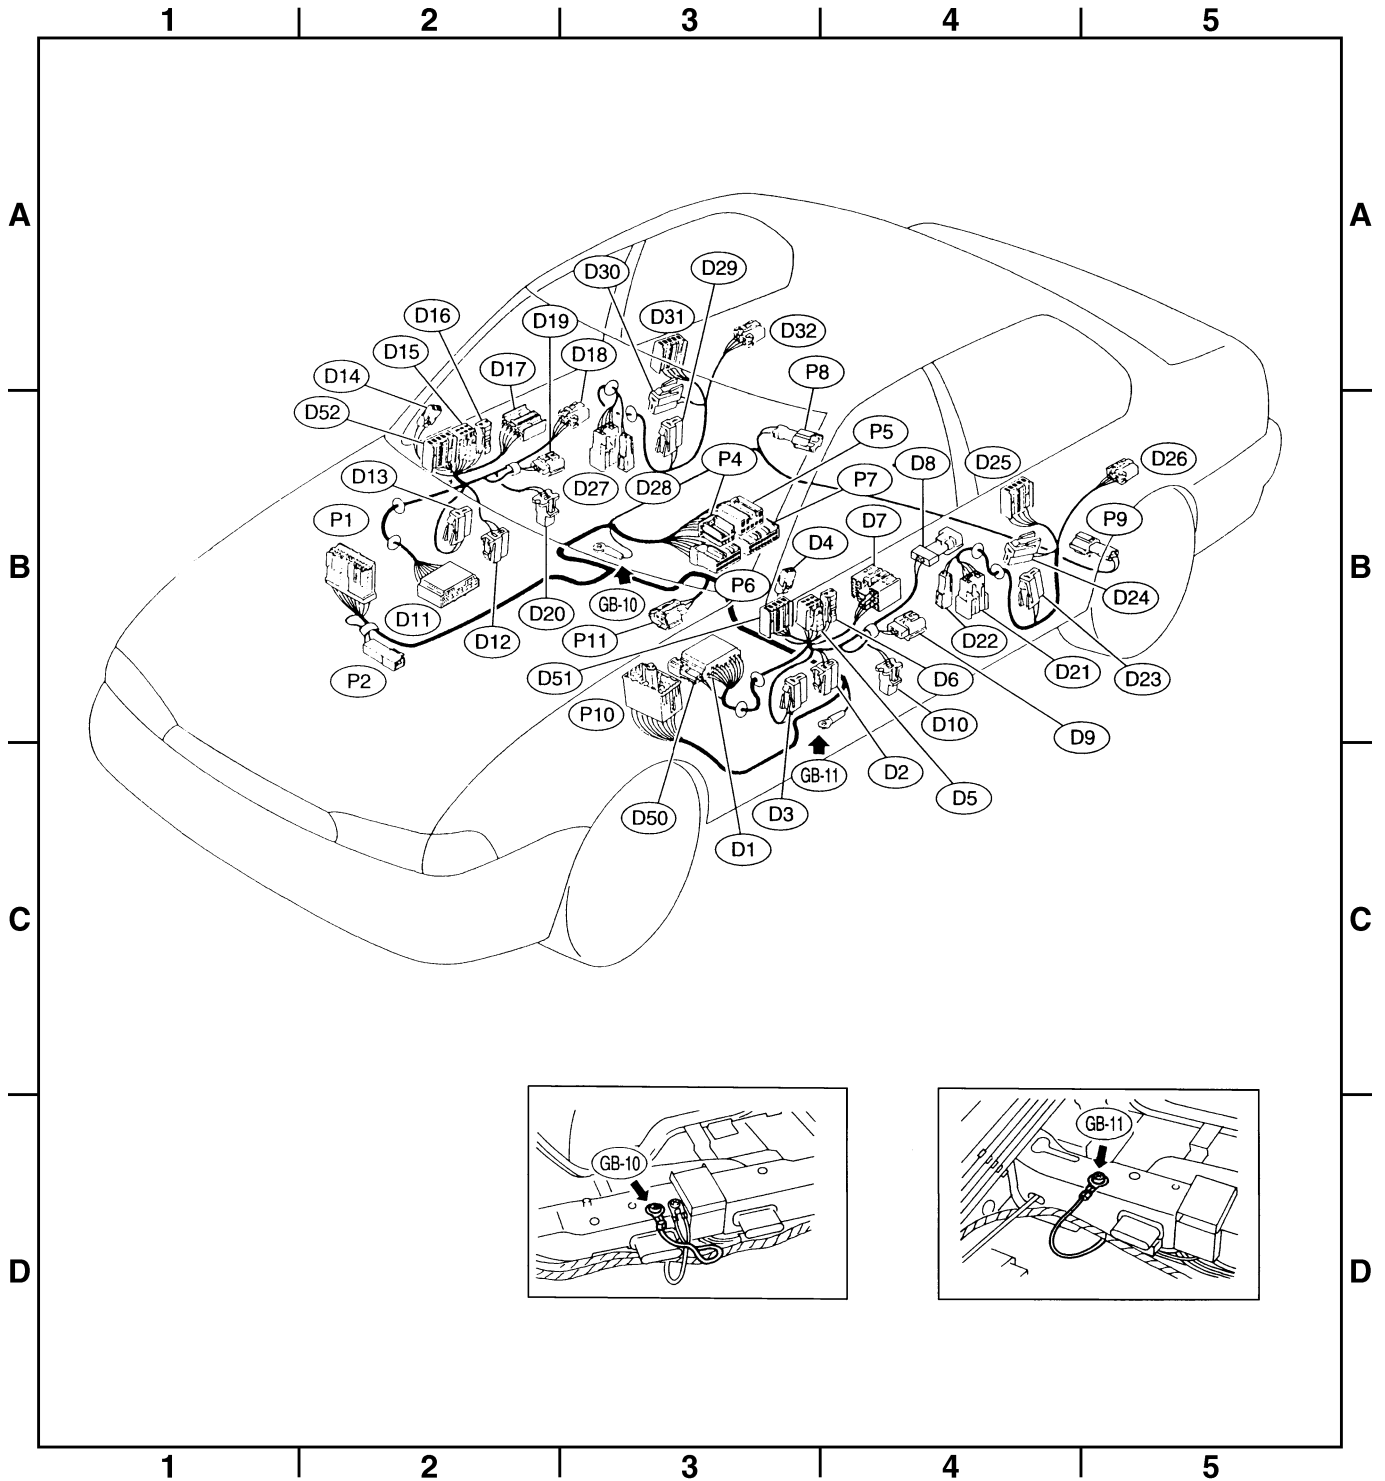 1 2 3 4 5
A A
D30 D29
D16 D19 D31 D32
D15 D17 D18
D14 P8
D52
P5
P4 D8 D25 D26
D13 D27 D28 P7
P1 D7 P9
D4
B B
P6
D11 D20 GB-10 D24
D12 P11 D22
P2 D51 D6 D21 D23
P10 D10
D9
GB-11 D2
D50 D3 D5
D1
C C
GB-11
GB-10
D D
1 2 3 4 5